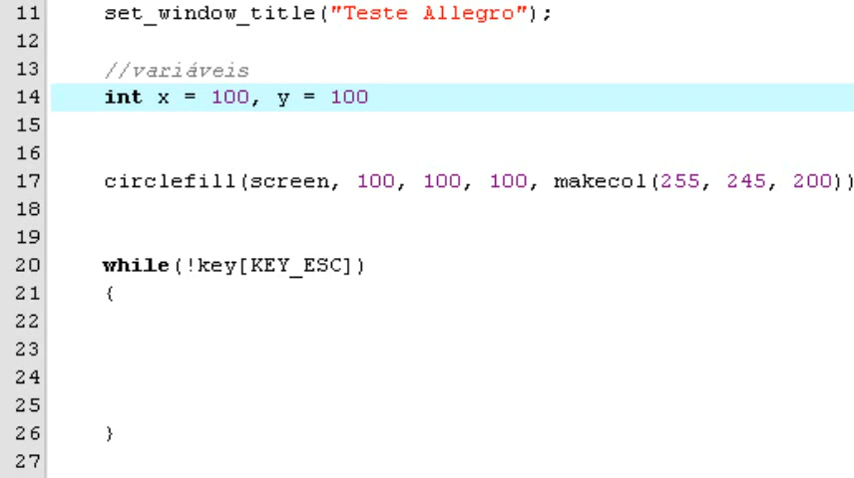 11 set_window_title("Teste Allegro");
12
13 //variáveis
14 int x = 100, y = 100
15
16
17 circlefill(screen, 100, 100, 100, makecol(255, 245, 200))
18
19
20 while(!key[KEY_ESC])
21 {
22
23
24
25
26 }
27